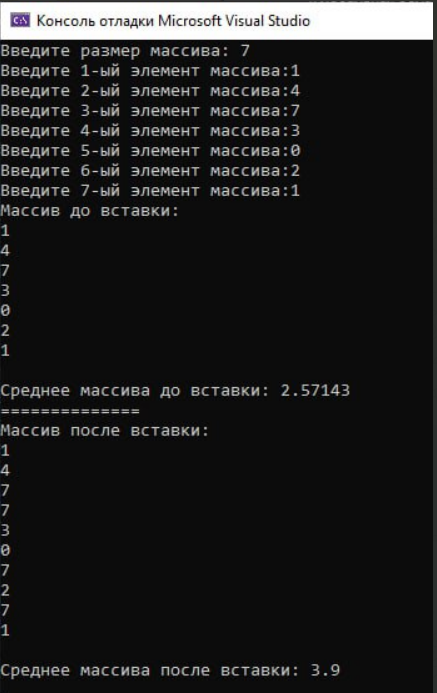 Консоль отладки Microsoft Visual Studio
Введите размер массива: 7
Введите 1-ый элемент массива:1
Введите 2-ый элемент массива:4
Введите 3-ый элемент массива:7
Введите 4-ый элемент массива:3
Введите 5-ый элемент массива:0
Введите 6-ый элемент массива:2
Введите 7-ый элемент массива:1
Массив до вставки:
1
4
7
3
0
2
1
Среднее массива до вставки: 2.57143
==============
Массив после вставки:
1
4
7
7
3
0
7
2
7
1
Среднее массива после вставки: 3.9